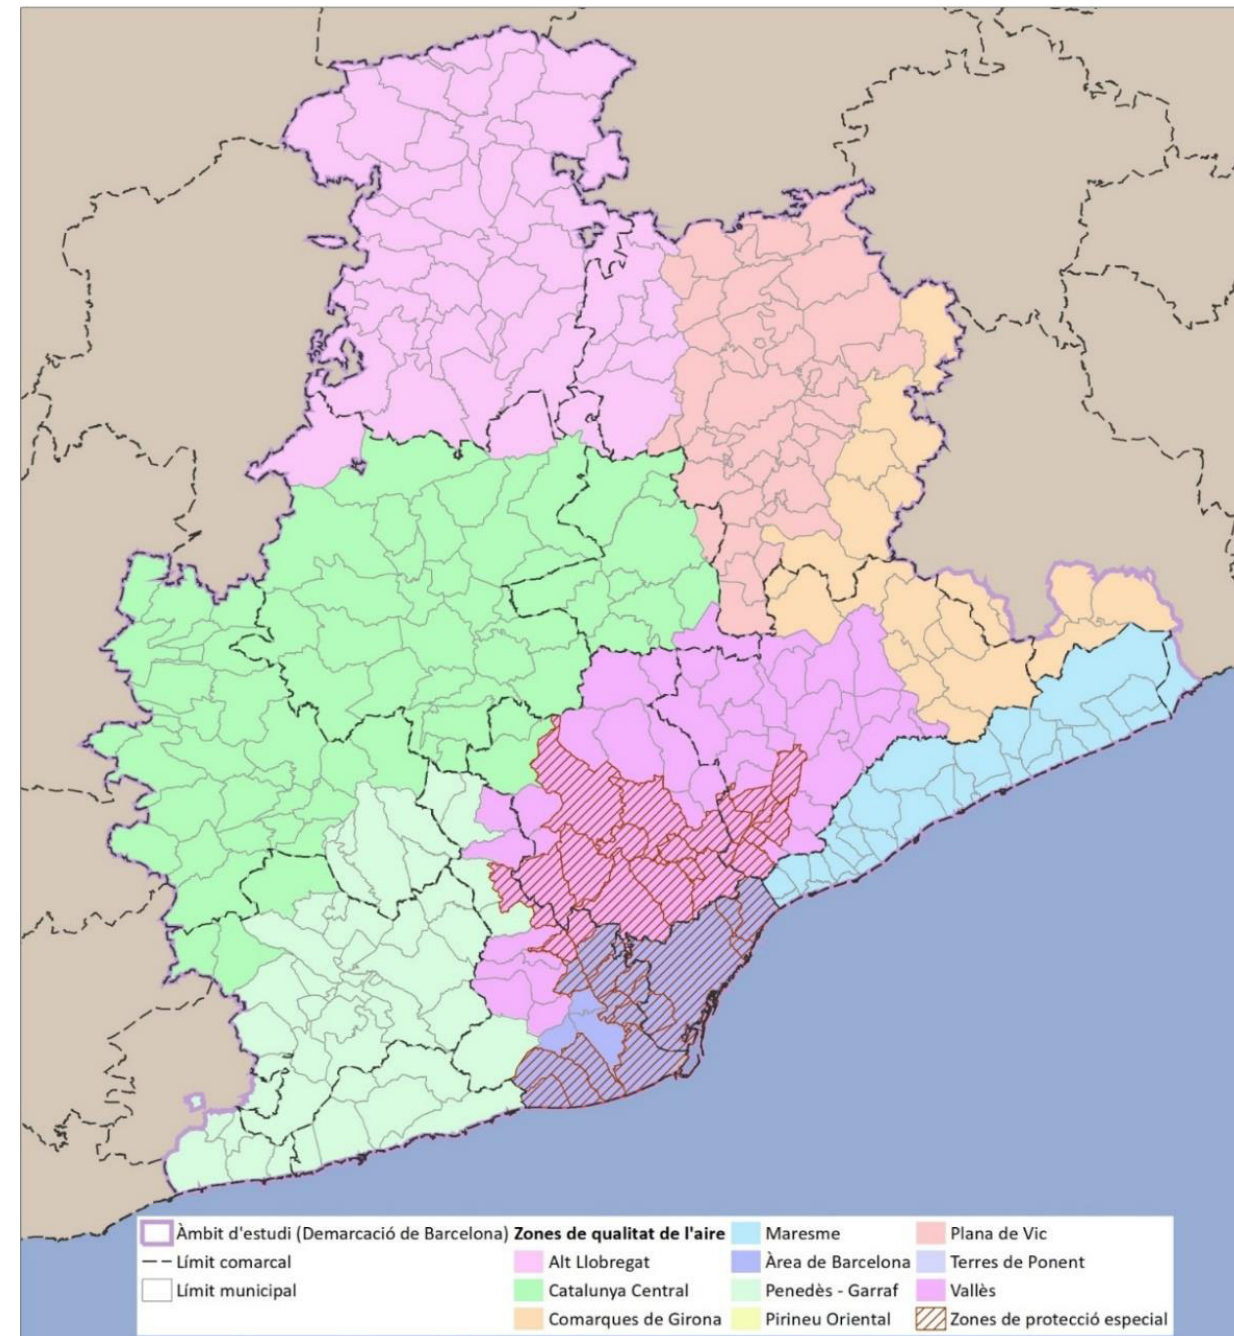 Àmbit d'estudi (Demarcació de Barcelona)
Límit comarcal
Límit municipal
Zones de qualitat de l'aire
Alt Llobregat
Catalunya Central
Comarques de Girona
Maresme
Àrea de Barcelona
Penedès - Garraf
Pirineu Oriental
Plana de Vic
Terres de Ponent
Vallès
Zones de protecció especial